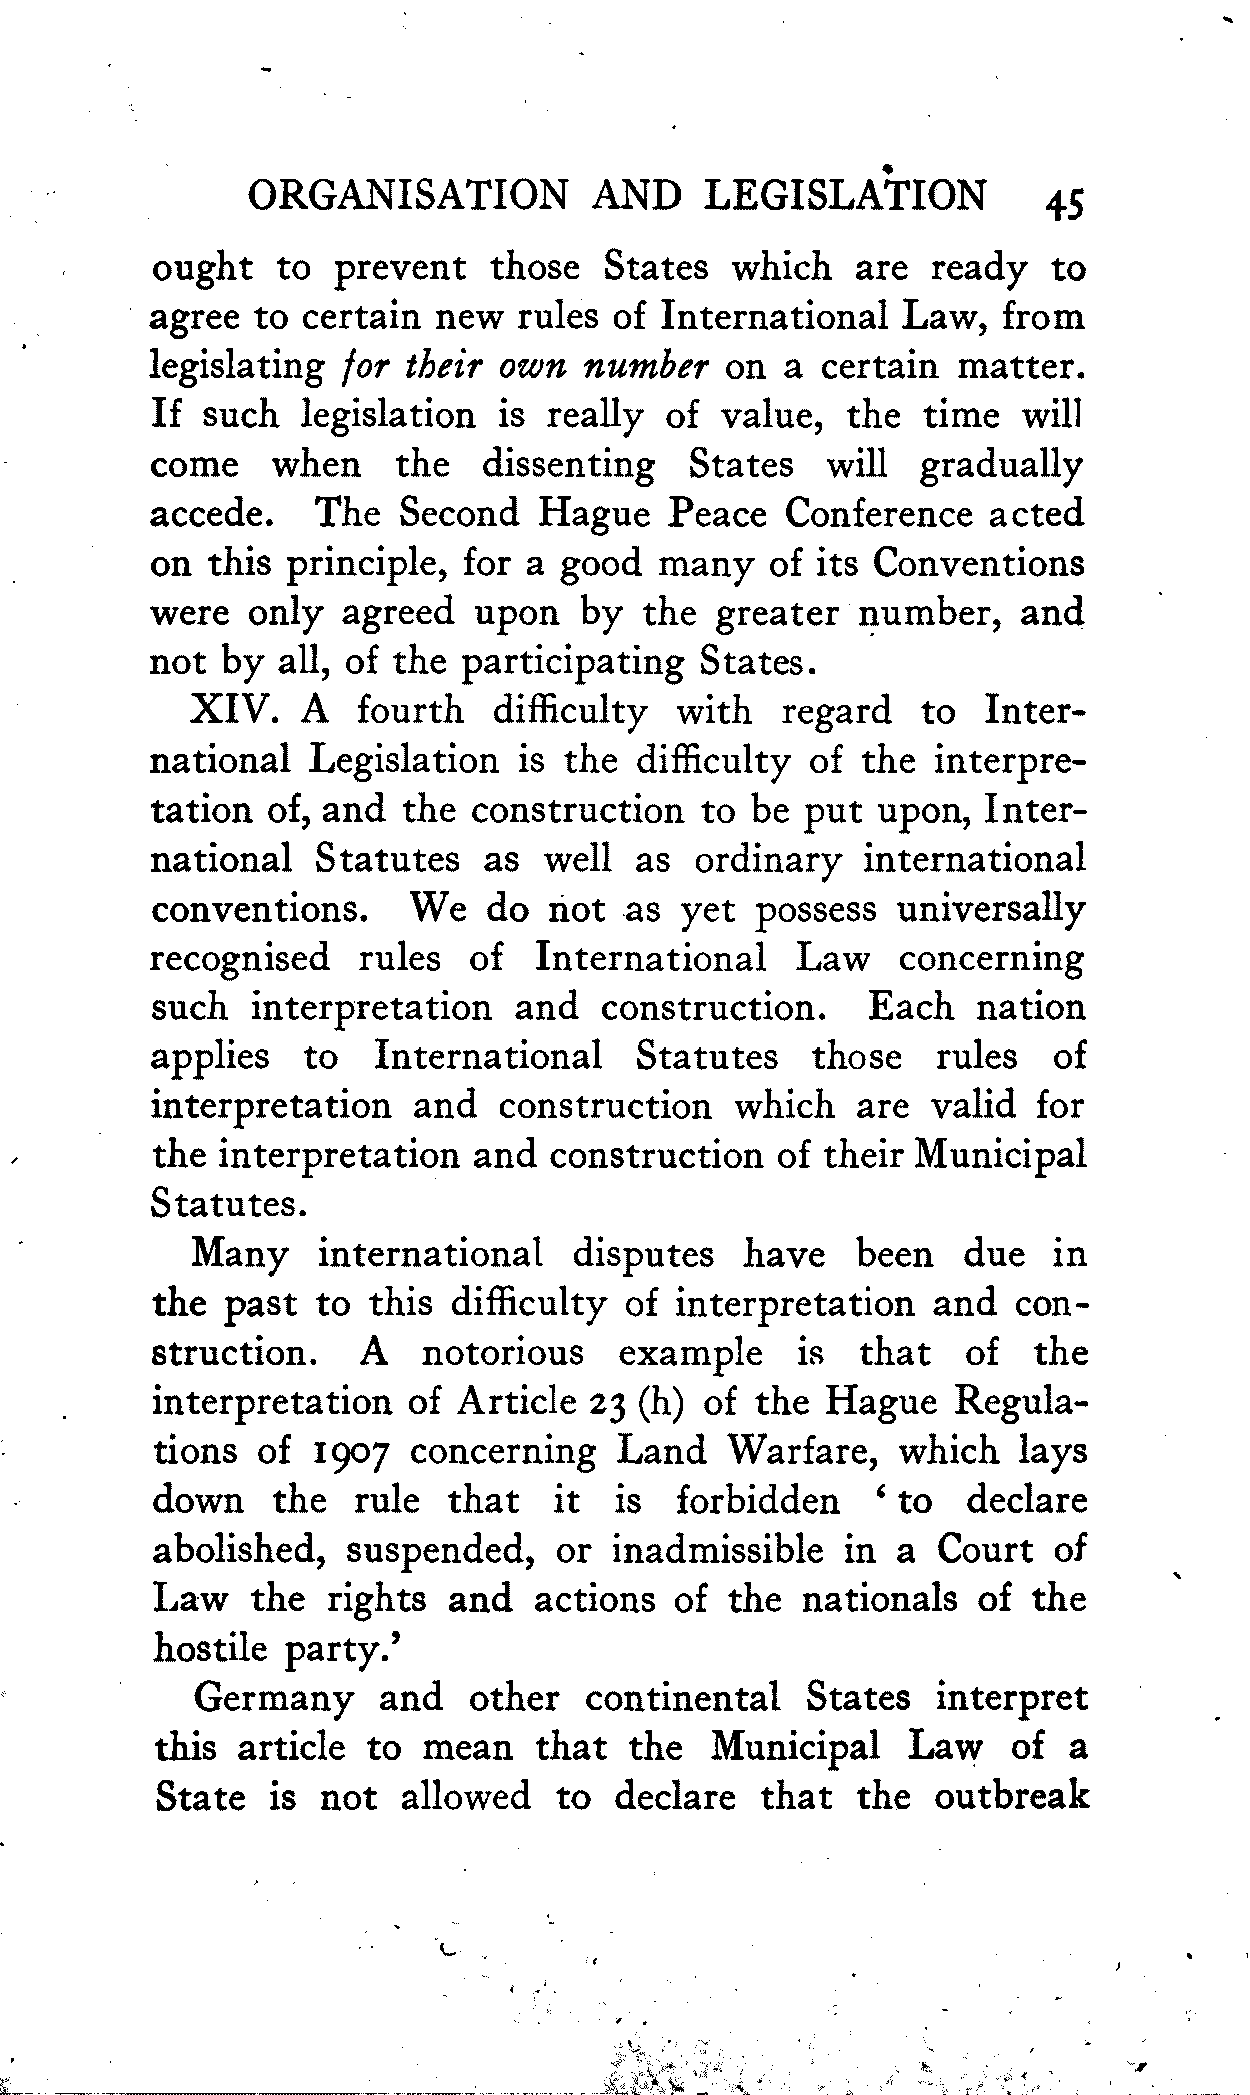 ORGANISATION AND LEGISLATION 45
ought to prevent those States which are ready to
agree to certain new rules of International Law, from
legislating for their own number on a certain matter.
If such legislation is really of value, the time will
come when the dissenting States will gradually
accede. The Second Hague Peace Conference acted
on this principle, for a good many of its Conventions
were only agreed upon by the greater number, and
not by all, of the participating States.
XIV. A fourth difficulty with regard to Inter-
national Legislation is the difficulty of the interpre-
tation of, and the construction to be put upon, Inter-
national Statutes as well as ordinary international
conventions. We do not as yet possess universally
recognised rules of International Law concerning
such interpretation and construction. Each nation
applies to International Statutes those rules of
interpretation and construction which are valid for
the interpretation and construction of their Municipal
Statutes.
Many international disputes have been due in
the past to this difficulty of interpretation and con-
struction. A notorious example is that of the
interpretation of Article 23 (h) of the Hague Regula-
tions of 1907 concerning Land Warfare, which lays
down the rule that it is forbidden ‘ to declare
abolished, suspended, or inadmissible in a Court of
Law the rights and actions of the nationals of the
hostile party.’
Germany and other continental States interpret
this article to mean that the Municipal Law of a
State is not allowed to declare that the outbreak